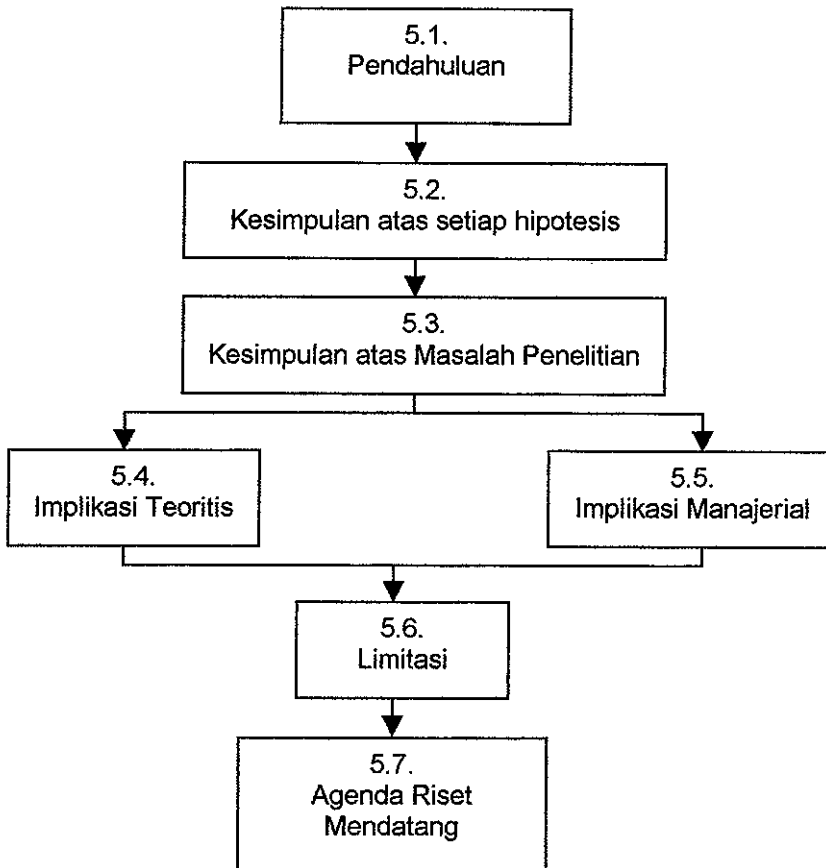 5.1.
Pendahuluan
5.2.
Kesimpulan atas setiap hipotesis
5.3.
Kesimpulan atas Masalah Penelitian
5.4.
Implikasi Teoritis
5.5.
Implikasi Manajerial
5.6.
Limitasi
5.7.
Agenda Riset
Mendatang